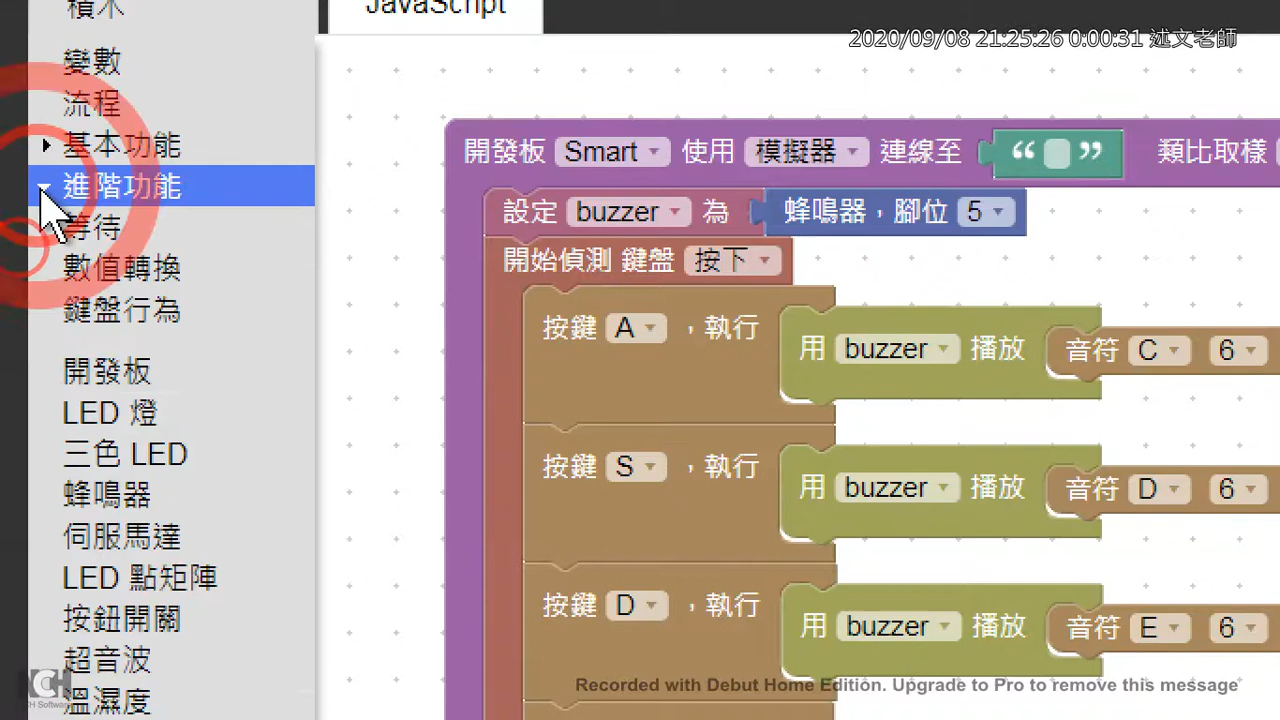 積木
JavaScript
2020/09/08 21:25:26 0:00:31 述文老師
變數
流程
基本功能
進階功能
等待
數值轉換
鍵盤行為
開發板
LED 燈
三色 LED
蜂鳴器
伺服馬達
LED 點矩陣
按鈕開關
超音波
溫濕度
開發板 Smart 使用 模擬器 連線至 “ ” 類比取樣
設定 buzzer 為 蜂鳴器，腳位 5
開始偵測 鍵盤 按下
按鍵 A ，執行 用 buzzer 播放 音符 C 6
按鍵 S ，執行 用 buzzer 播放 音符 D 6
按鍵 D ，執行 用 buzzer 播放 音符 E 6
Recorded with Debut Home Edition. Upgrade to Pro to remove this message